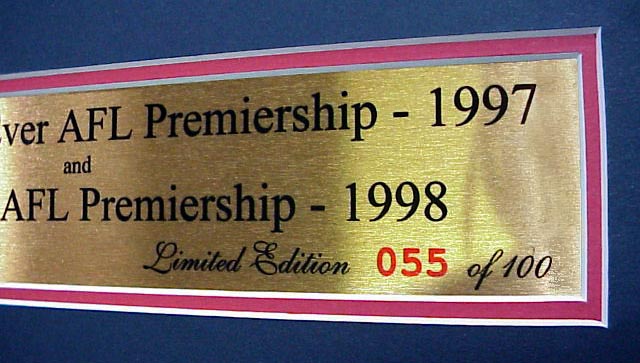 ver AFL Premiership - 1997
and
AFL Premiership - 1998
Limited Edition 055 of 100